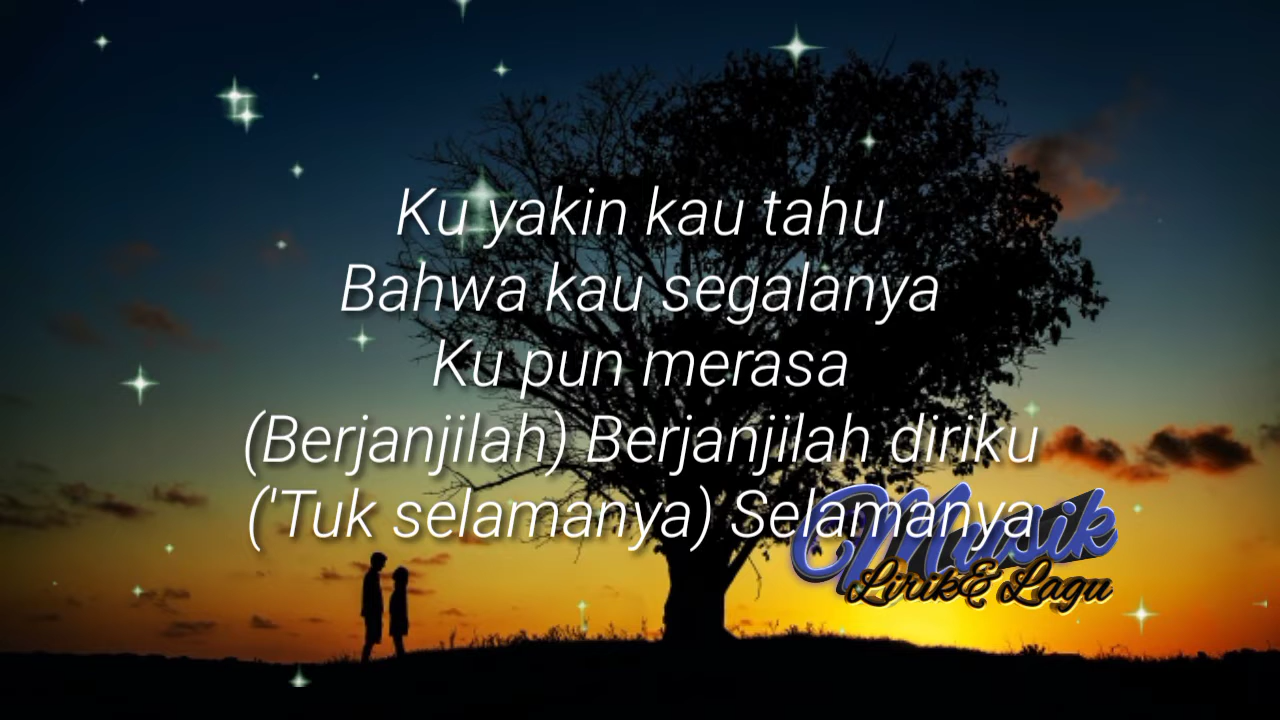 Ku yakin kau tahu
Bahwa kau segalanya
Ku pun merasa
(Berjanjilah) Berjanjilah diriku
('Tuk selamanya) Selamanya
Musik
Lirik & Lagu